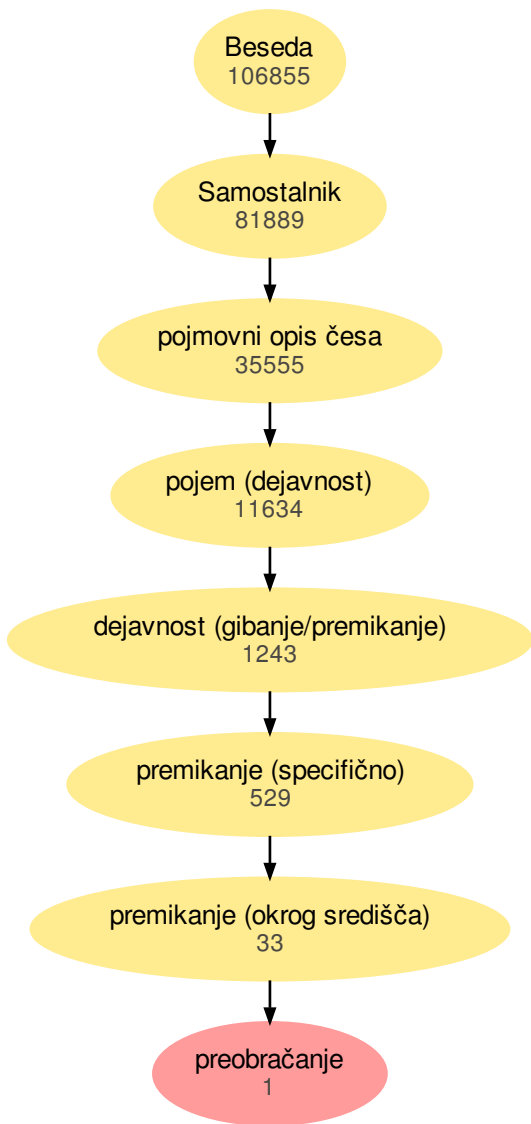 Beseda
106855
Samostalnik
81889
pojmovni opis česa
35555
pojem (dejavnost)
11634
dejavnost (gibanje/premikanje)
1243
premikanje (specifično)
529
premikanje (okrog središča)
33
preobračanje
1